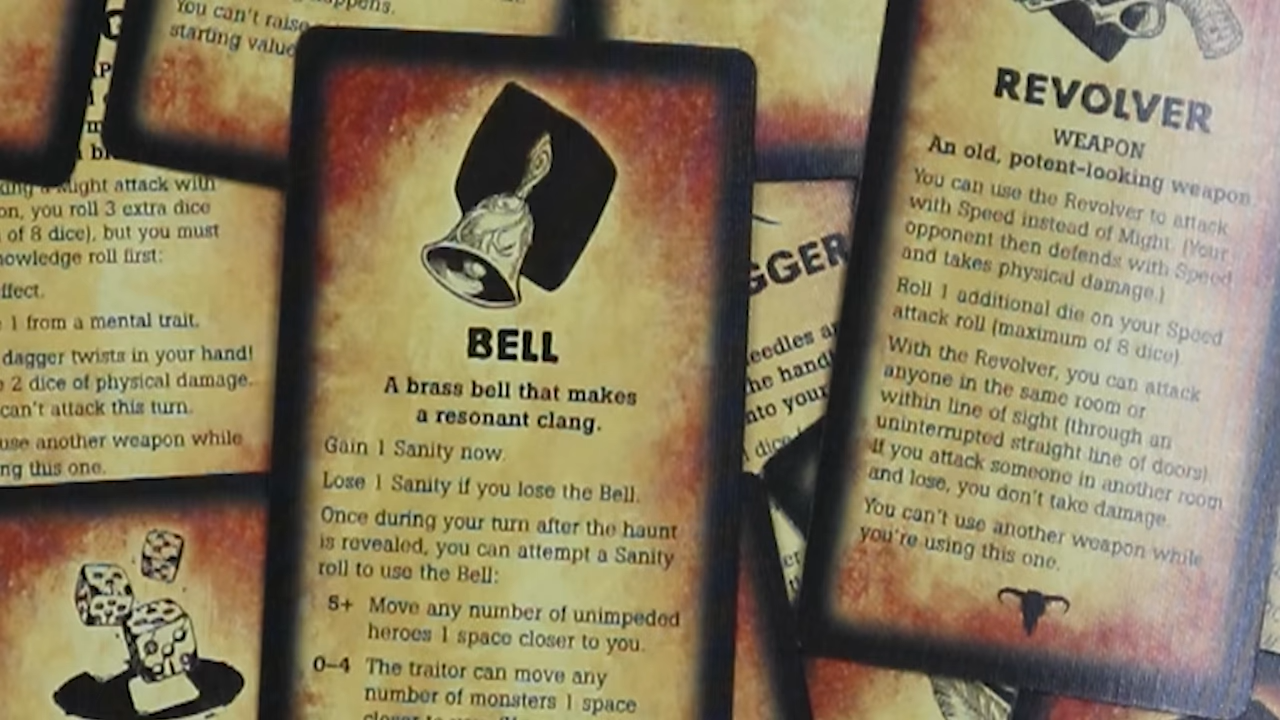 happens.
You can't raise
starting value
Might attack with
on, you roll 3 extra dice
of 8 dice), but you must
nowledge roll first:
ffect.
1 from a mental trait.
dagger twists in your hand!
2 dice of physical damage.
can't attack this turn.
use another weapon while
ng this one.
BELL
A brass bell that makes
a resonant clang.
Gain 1 Sanity now.
Lose 1 Sanity if you lose the Bell.
Once during your turn after the haunt
is revealed, you can attempt a Sanity
roll to use the Bell:
5+ Move any number of unimpeded
heroes 1 space closer to you.
0–4 The traitor can move any
number of monsters 1 space
GGER
eedles
he hand
nto your
dice
REVOLVER
WEAPON
An old, potent-looking weapon
You can use the Revolver to attack
with Speed instead of Might. (Your
opponent then defends with Speed
and takes physical damage.)
Roll 1 additional die on your Speed
attack roll (maximum of 8 dice).
With the Revolver, you can attack
anyone in the same room or
within line of sight (through an
uninterrupted straight line of doors).
If you attack someone in another room
and lose, you don't take damage.
You can't use another weapon while
you're using this one.